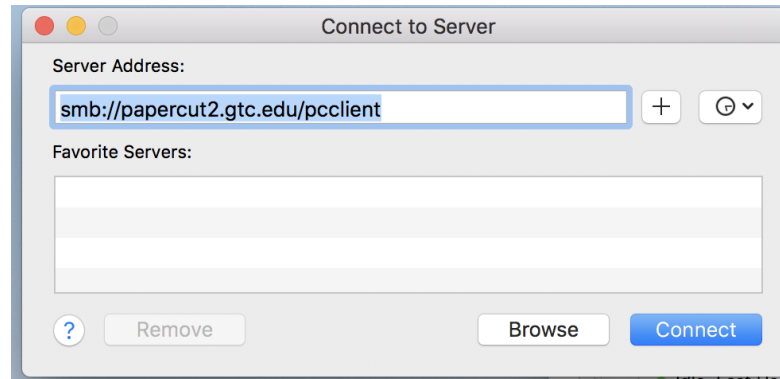 Connect to Server
Server Address:
smb://papercut2.gtc.edu/pcclient
Favorite Servers:
? Remove Browse Connect